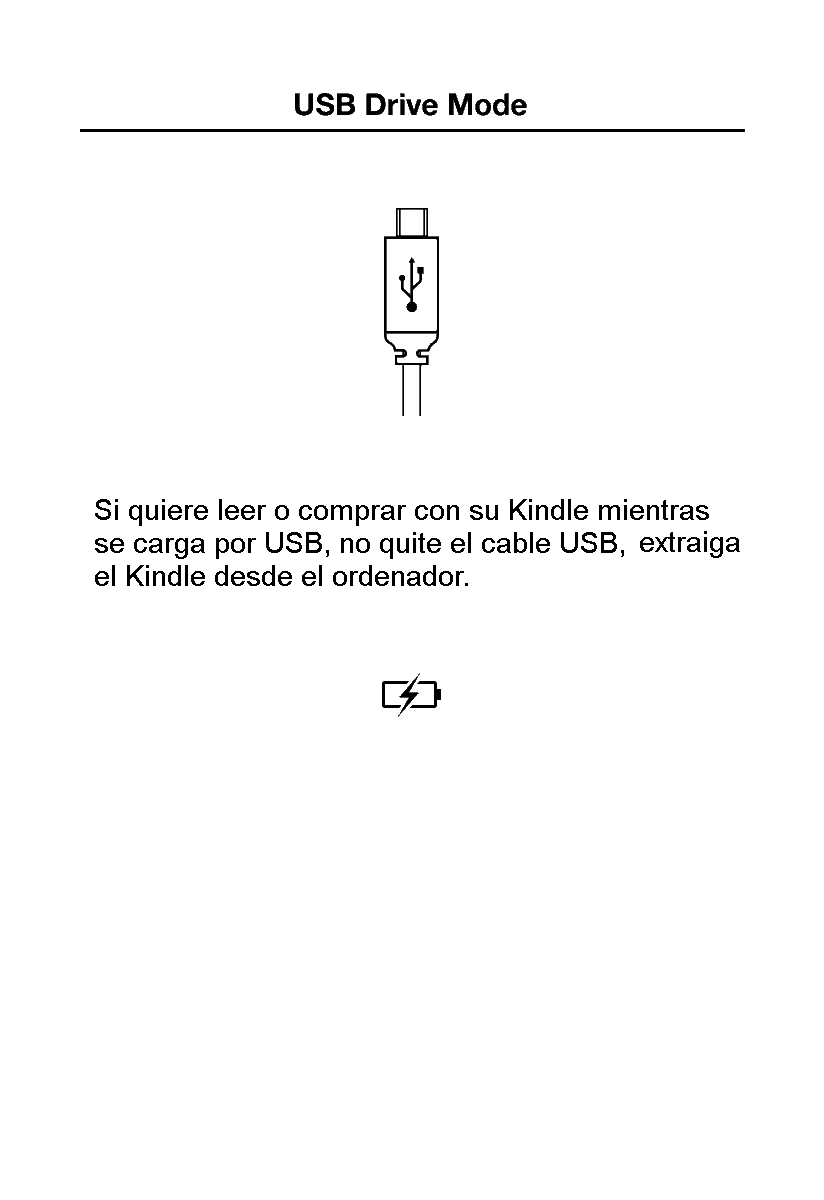 USB Drive Mode
Si quiere leer o comprar con su Kindle mientras
se carga por USB, no quite el cable USB, extraiga
el Kindle desde el ordenador.